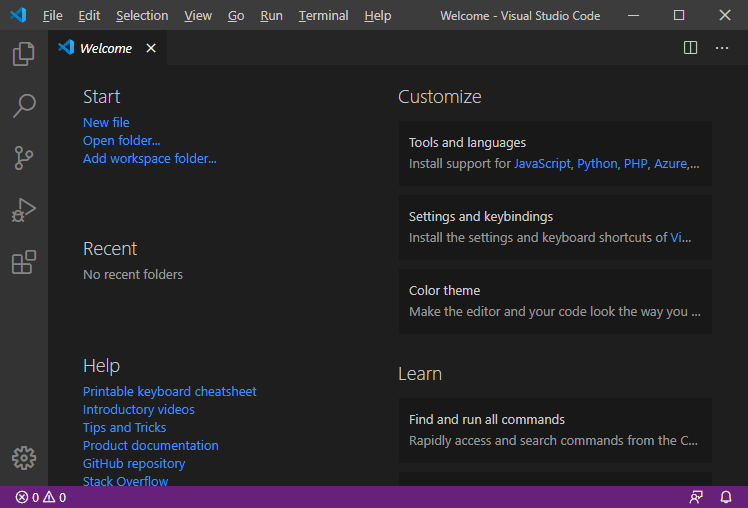 File Edit Selection View Go Run Terminal Help Welcome - Visual Studio Code
Welcome
Start
New file
Open folder...
Add workspace folder...
Recent
No recent folders
Help
Printable keyboard cheatsheet
Introductory videos
Tips and Tricks
Product documentation
GitHub repository
Stack Overflow
Customize
Tools and languages
Install support for JavaScript, Python, PHP, Azure,...
Settings and keybindings
Install the settings and keyboard shortcuts of Vi...
Color theme
Make the editor and your code look the way you ...
Learn
Find and run all commands
Rapidly access and search commands from the C...
0 0